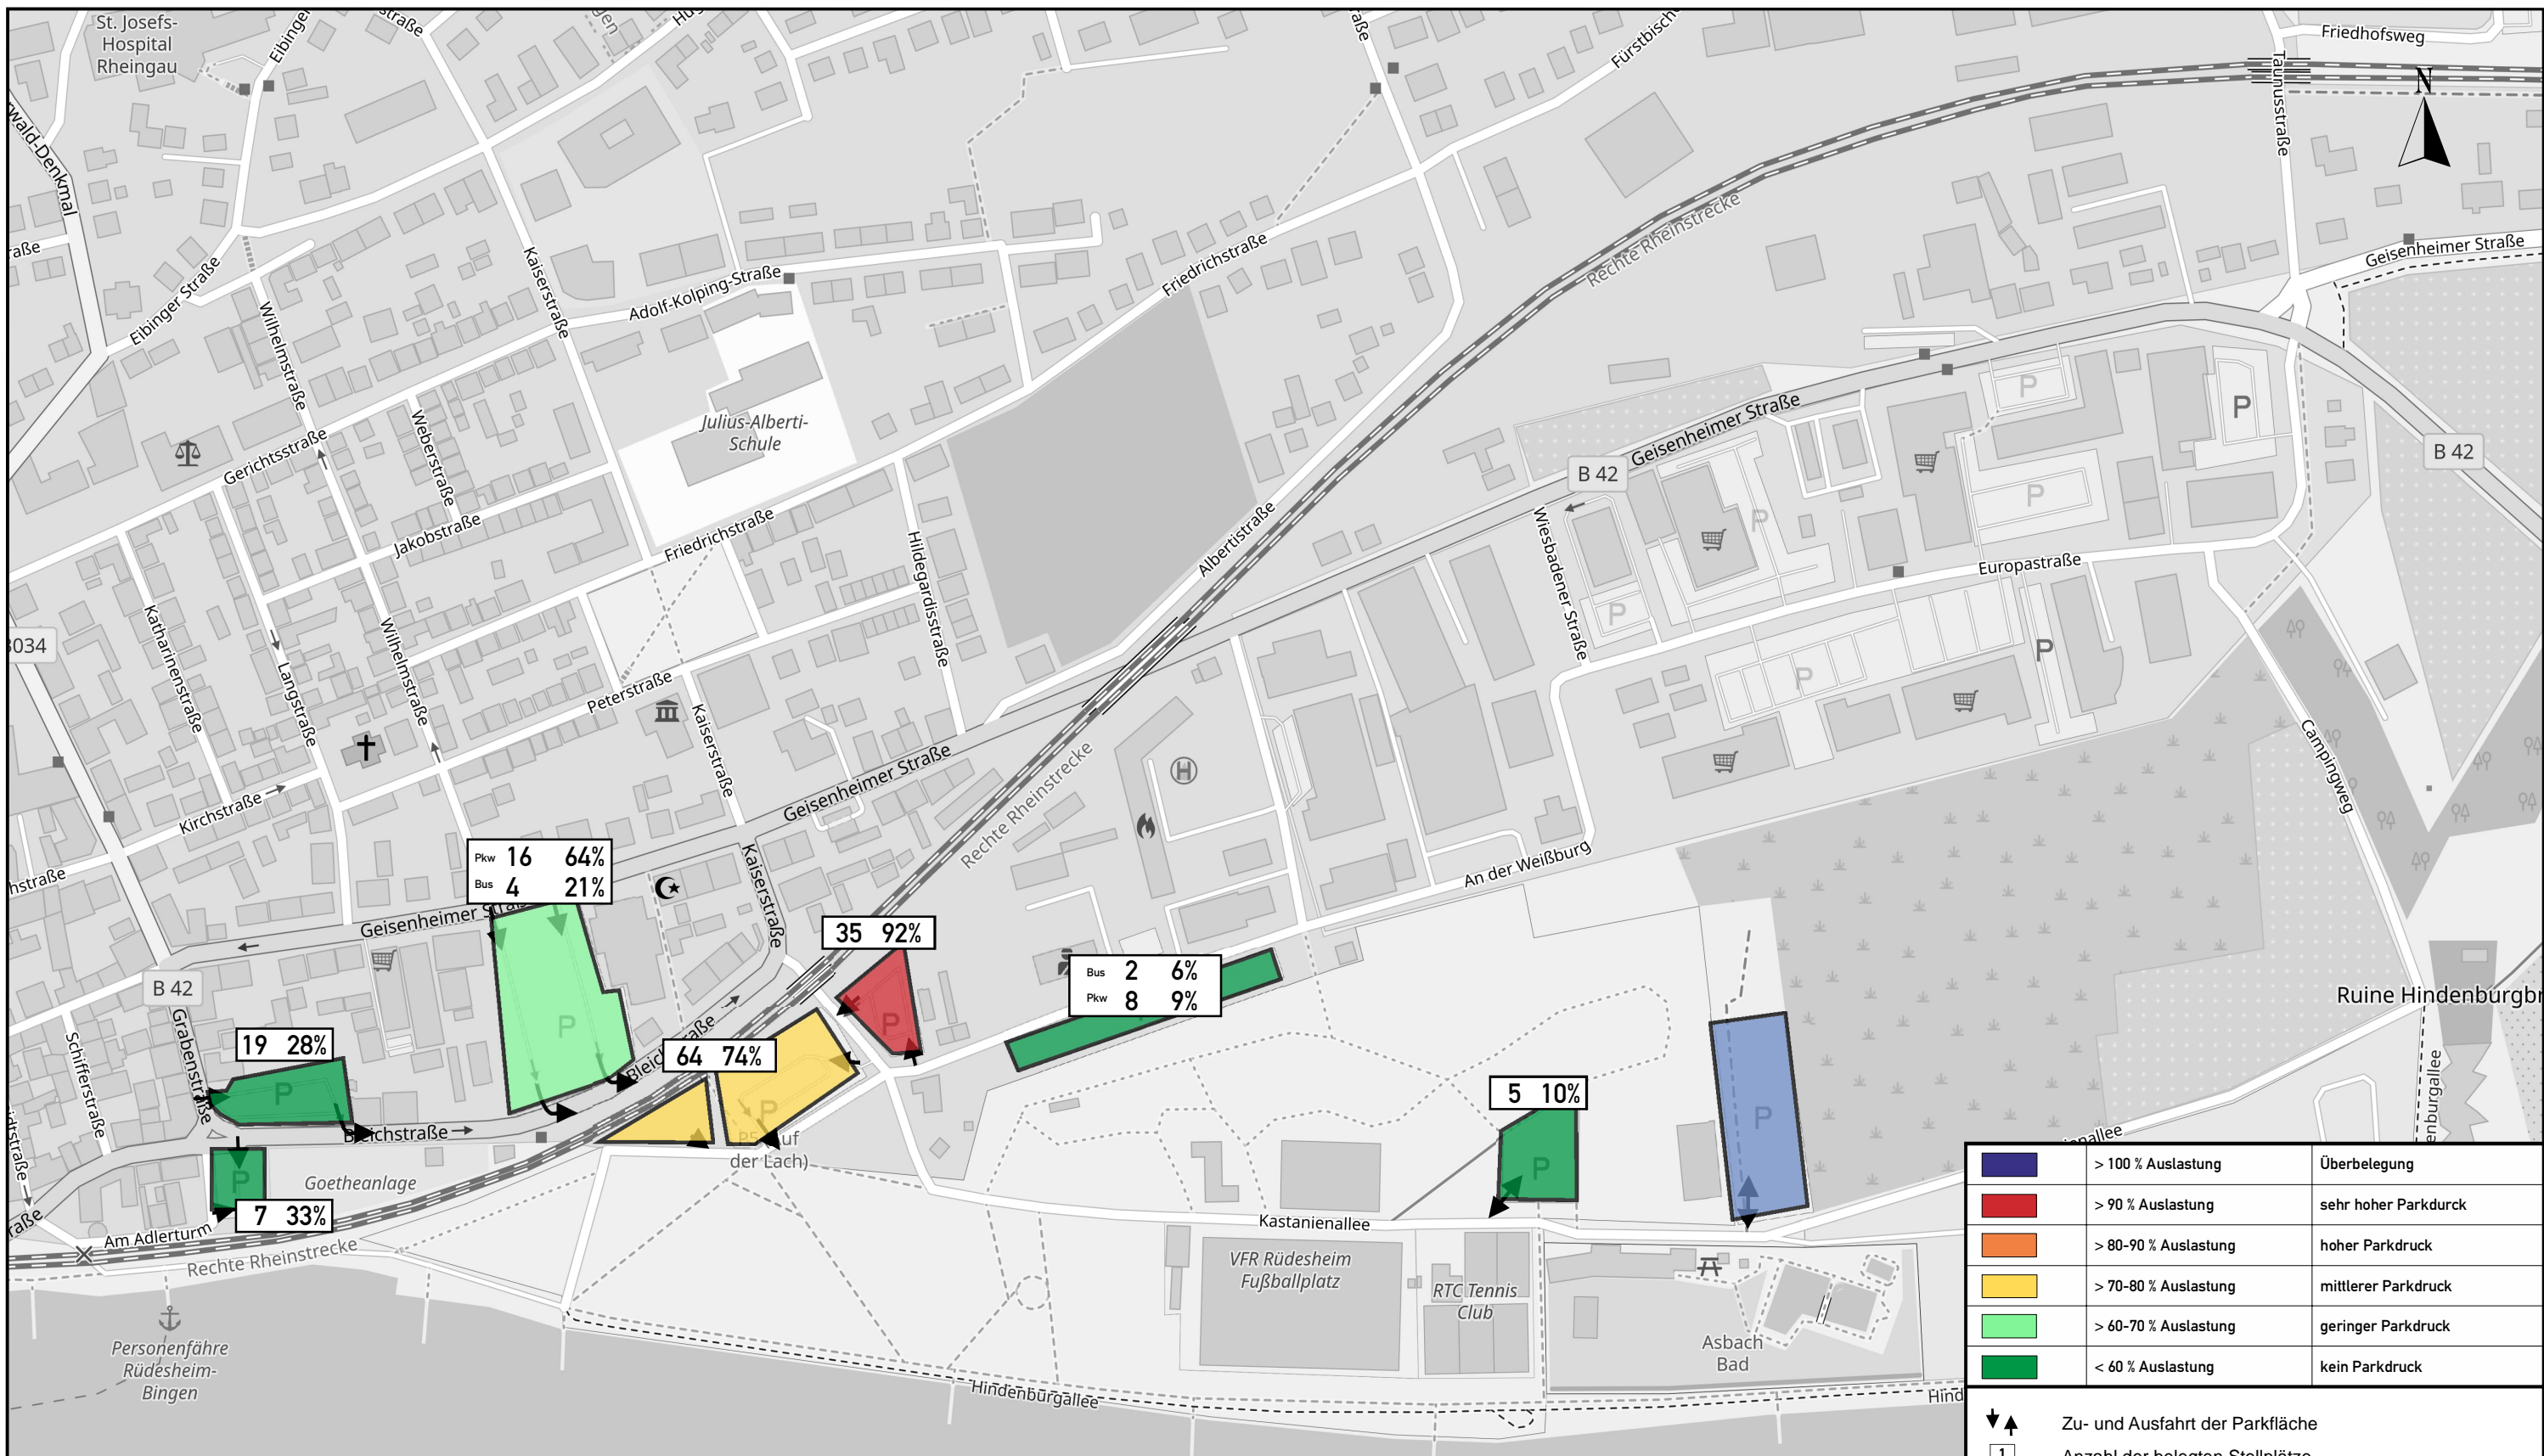 St. Josefs-
Hospital
Rheingau
Friedhofsweg
Taunusstraße
N
Rechte Rheinstrecke
Geisenheimer Straße
Friedrichstraße
Kaiserstraße
Adolf-Kolping-Straße
Eibinger Straße
Wilhelmstraße
Julius-Alberti-
Schule
Gerichtsstraße
Weberstraße
Jakobstraße
Friedrichstraße
Hildegardisstraße
Albertistraße
Geisenheimer Straße
B 42
B 42
P
P
P
P
P
P
P
Wiesbadener Straße
Europastraße
Katharinenstraße
Langstraße
Wilhelmstraße
Peterstraße
Kaiserstraße
Kirchstraße
Geisenheimer Straße
Rechte Rheinstrecke
H
Campingweg
An der Weißburg
Kaiserstraße
Pkw 16 64%
Bus 4 21%
35 92%
Bus 2 6%
Pkw 8 9%
B 42
Grabenstraße
Schifferstraße
19 28%
64 74%
5 10%
7 33%
P
P
P
P
P
P
P
Bleichstraße
der Lach)
Goetheanlage
Am Adlerturm
Rechte Rheinstrecke
Kastanienallee
VFR Rüdesheim
Fußballplatz
RTC Tennis
Club
Asbach
Bad
Personenfähre
Rüdesheim-
Bingen
Hindenburgallee
> 100 % Auslastung Überbelegung
> 90 % Auslastung sehr hoher Parkdurck
> 80-90 % Auslastung hoher Parkdruck
> 70-80 % Auslastung mittlerer Parkdruck
> 60-70 % Auslastung geringer Parkdruck
< 60 % Auslastung kein Parkdruck
Zu- und Ausfahrt der Parkfläche
1 Anzahl der belegten Stellplätze